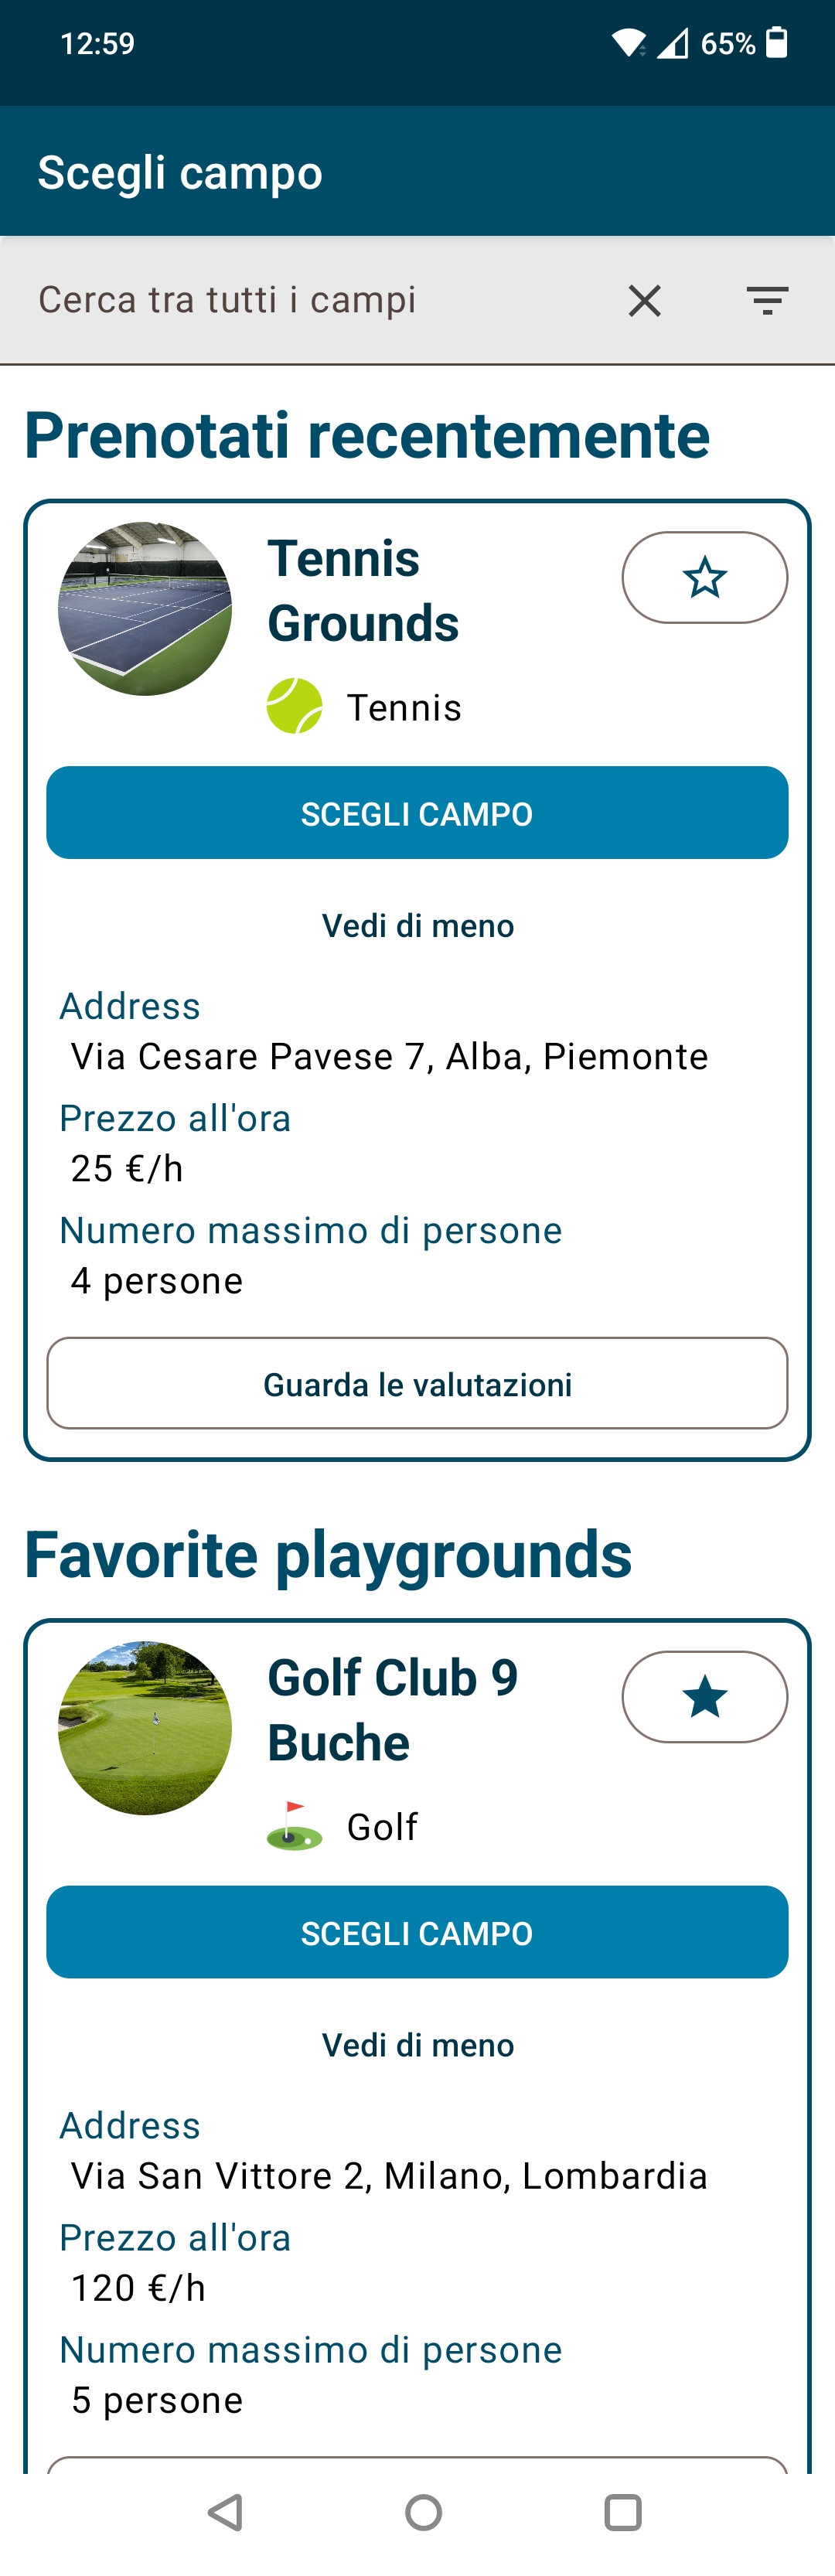 12:59
65%
Scegli campo
Cerca tra tutti i campi
Prenotati recentemente
Tennis
Grounds
Tennis
SCEGLI CAMPO
Vedi di meno
Address
Via Cesare Pavese 7, Alba, Piemonte
Prezzo all'ora
25 €/h
Numero massimo di persone
4 persone
Guarda le valutazioni
Favorite playgrounds
Golf Club 9
Buche
Golf
SCEGLI CAMPO
Vedi di meno
Address
Via San Vittore 2, Milano, Lombardia
Prezzo all'ora
120 €/h
Numero massimo di persone
5 persone